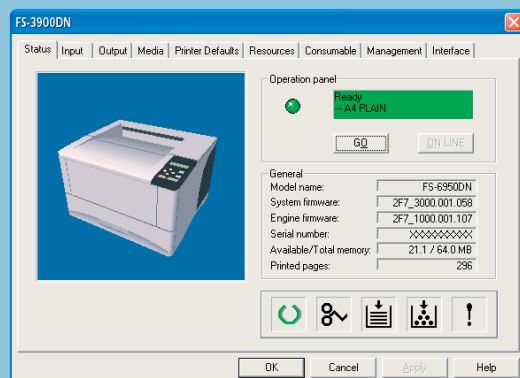 FS-3900DN
Status Input Output Media Printer Defaults Resources Consumable Management Interface
Operation panel
Ready
--- A4 PLAIN
GO ON LINE
General
Model name: FS-6950DN
System firmware: 2F7_3000.001.058
Engine firmware: 2F7_1000.001.107
Serial number: XXXXXXXXXX
Available/Total memory: 21.1 / 64.0 MB
Printed pages: 296
OK Cancel Apply Help